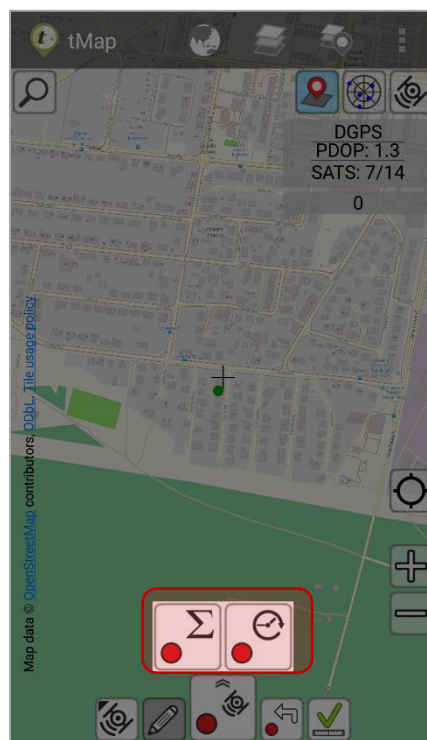 tMap
DGPS
PDOP: 1.3
SATS: 7/14
0
Map data © OpenStreetMap contributors, ODbL, Tile usage policy
Σ